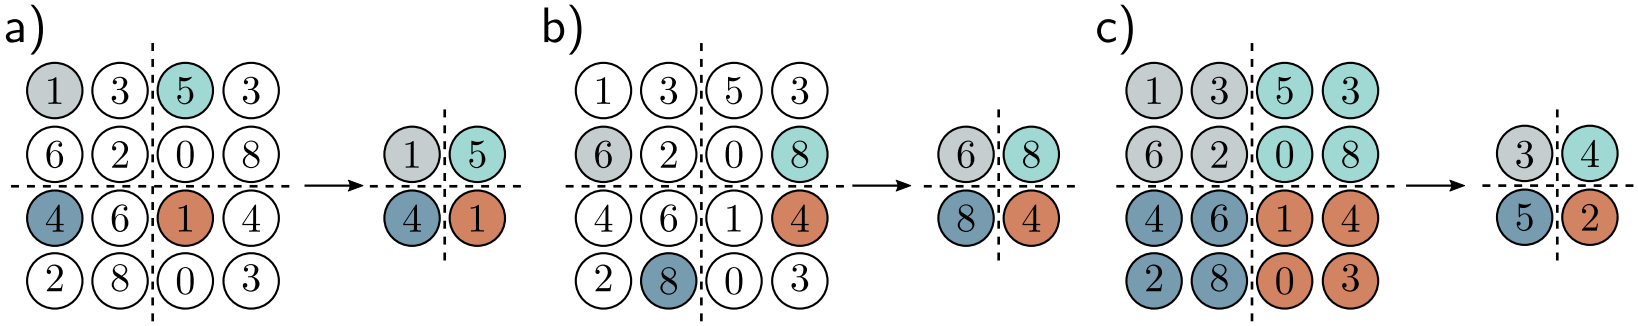 a) b) c)
1 3 5 3 1 3 5 3 1 3 5 3
6 2 0 8 1 5 6 2 0 8 6 8 6 2 0 8 3 4
4 6 1 4 4 1 4 6 1 4 8 4 4 6 1 4 5 2
2 8 0 3 2 8 0 3 2 8 0 3